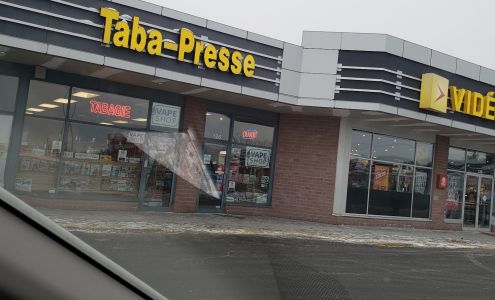 Taba-Presse
VIDÉ
TABAGIE
VAPE
SHOP
VAPE
SHOP